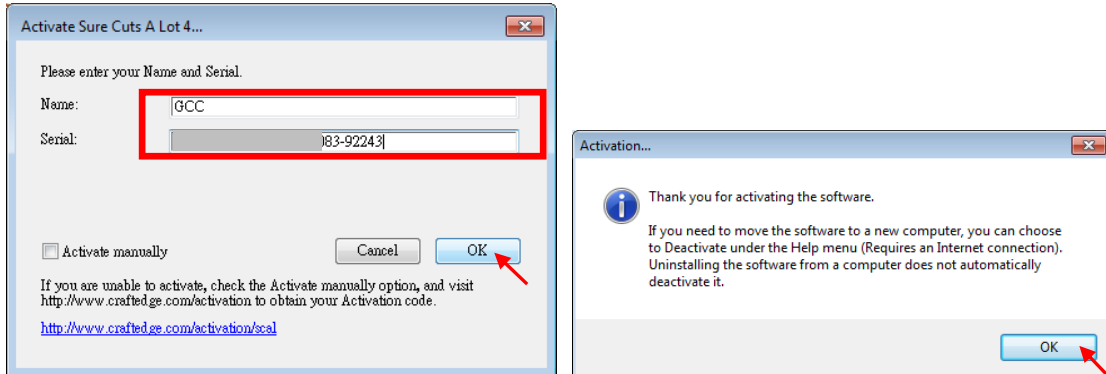 Activate Sure Cuts A Lot 4...
Please enter your Name and Serial.
Name:
GCC
Serial:
083-92243
Activate manually
Cancel
OK
If you are unable to activate, check the Activate manually option, and visit
http://www.craftedge.com/activation to obtain your Activation code.
http://www.craftedge.com/activation/scal
Activation...
Thank you for activating the software.
If you need to move the software to a new computer, you can choose
to Deactivate under the Help menu (Requires an Internet connection).
Uninstalling the software from a computer does not automatically
deactivate it.
OK